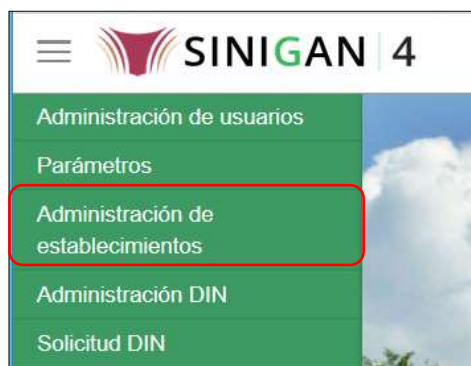 SINIGAN 4
Administración de usuarios
Parámetros
Administración de
establecimientos
Administración DIN
Solicitud DIN